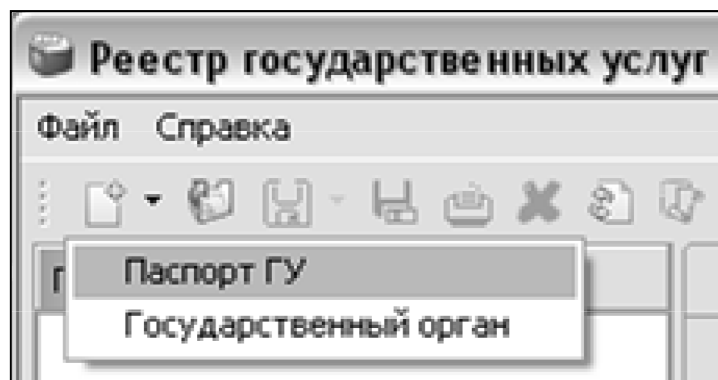 Реестр государственных услуг
Файл Справка
Паспорт ГУ
Государственный орган